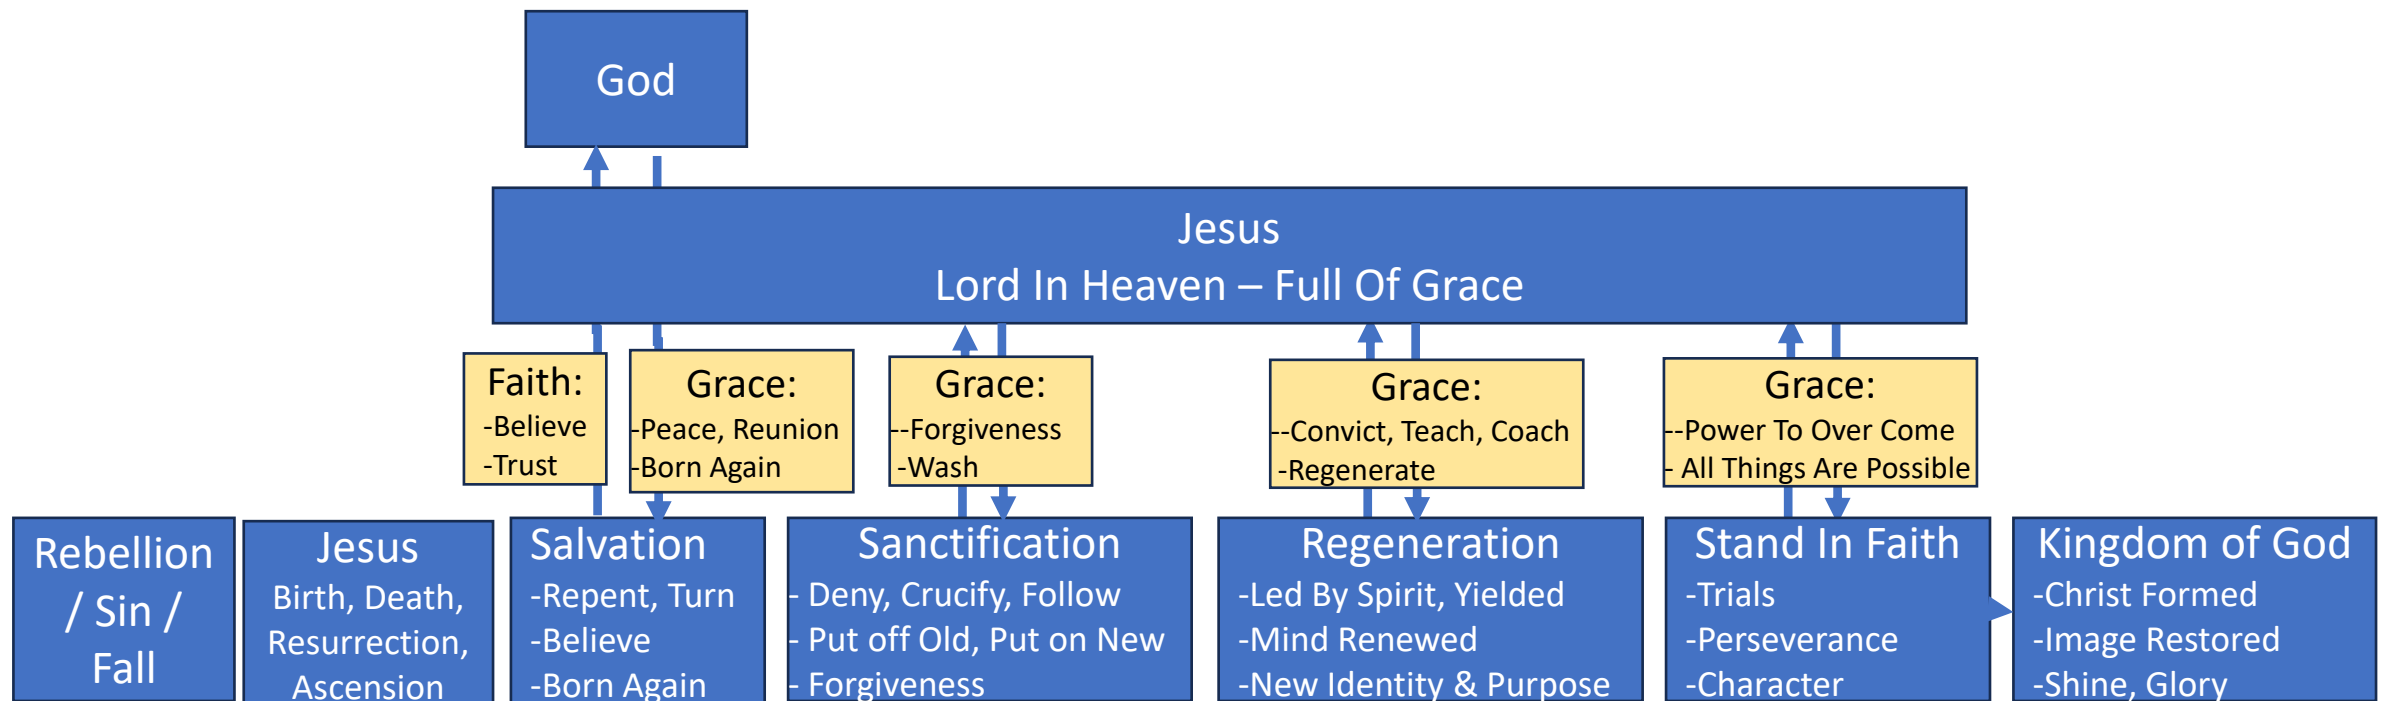 God
Jesus
Lord In Heaven – Full Of Grace
Faith:
-Believe
-Trust
Grace:
-Peace, Reunion
-Born Again
Grace:
--Forgiveness
-Wash
Grace:
--Convict, Teach, Coach
-Regenerate
Grace:
--Power To Over Come
- All Things Are Possible
Rebellion
/ Sin /
Fall
Jesus
Birth, Death,
Resurrection,
Ascension
Salvation
-Repent, Turn
-Believe
-Born Again
Sanctification
- Deny, Crucify, Follow
- Put off Old, Put on New
- Forgiveness
Regeneration
-Led By Spirit, Yielded
-Mind Renewed
-New Identity & Purpose
Stand In Faith
-Trials
-Perseverance
-Character
Kingdom of God
-Christ Formed
-Image Restored
-Shine, Glory